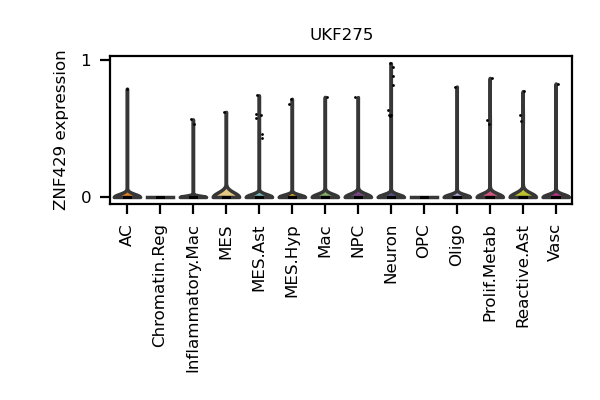 UKF275
ZNF429 expression
1
0
AC
Chromatin.Reg
Inflammatory.Mac
MES
MES.Ast
MES.Hyp
Mac
NPC
Neuron
OPC
Oligo
Prolif.Metab
Reactive.Ast
Vasc